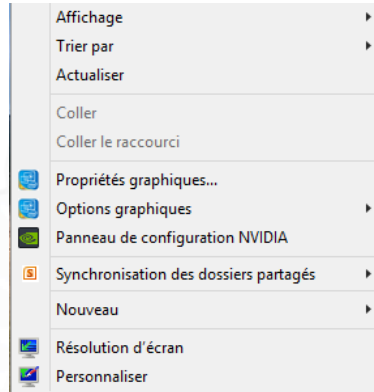 Affichage
Trier par
Actualiser
Coller
Coller le raccourci
Propriétés graphiques...
Options graphiques
Panneau de configuration NVIDIA
Synchronisation des dossiers partagés
Nouveau
Résolution d'écran
Personnaliser